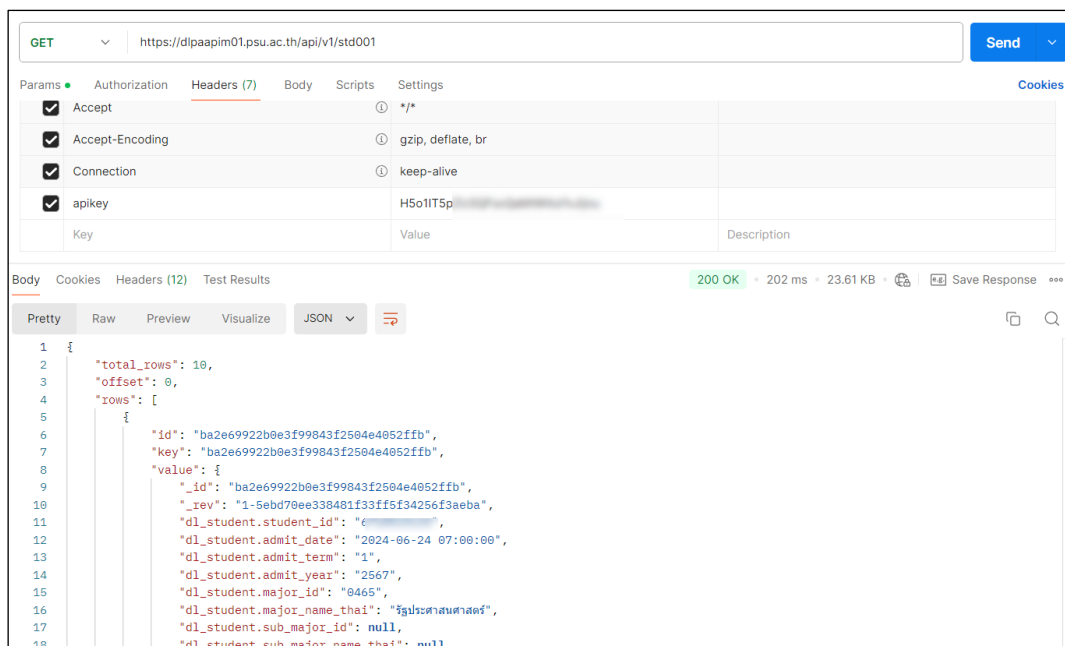 GET https://dlpaapim01.psu.ac.th/api/v1/std001 Send
Params Authorization Headers (7) Body Scripts Settings Cookies
Accept */*
Accept-Encoding gzip, deflate, br
Connection keep-alive
apikey H5o1IT5p
Key Value Description
Body Cookies Headers (12) Test Results 200 OK 202 ms 23.61 KB e.g. Save Response
Pretty Raw Preview Visualize JSON
1 {
2 "total_rows": 10,
3 "offset": 0,
4 "rows": [
5 {
6 "id": "ba2e69922b0e3f99843f2504e4052ffb",
7 "key": "ba2e69922b0e3f99843f2504e4052ffb",
8 "value": {
9 "_id": "ba2e69922b0e3f99843f2504e4052ffb",
10 "_rev": "1-5ebd70ee338481f33ff5f34256f3aeba",
11 "dl_student.student_id": "6 ",
12 "dl_student.admit_date": "2024-06-24 07:00:00",
13 "dl_student.admit_term": "1",
14 "dl_student.admit_year": "2567",
15 "dl_student.major_id": "0465",
16 "dl_student.major_name_thai": "รัฐประศาสนศาสตร์",
17 "dl_student.sub_major_id": null,
18 "dl_student.sub_major_name_thai": null